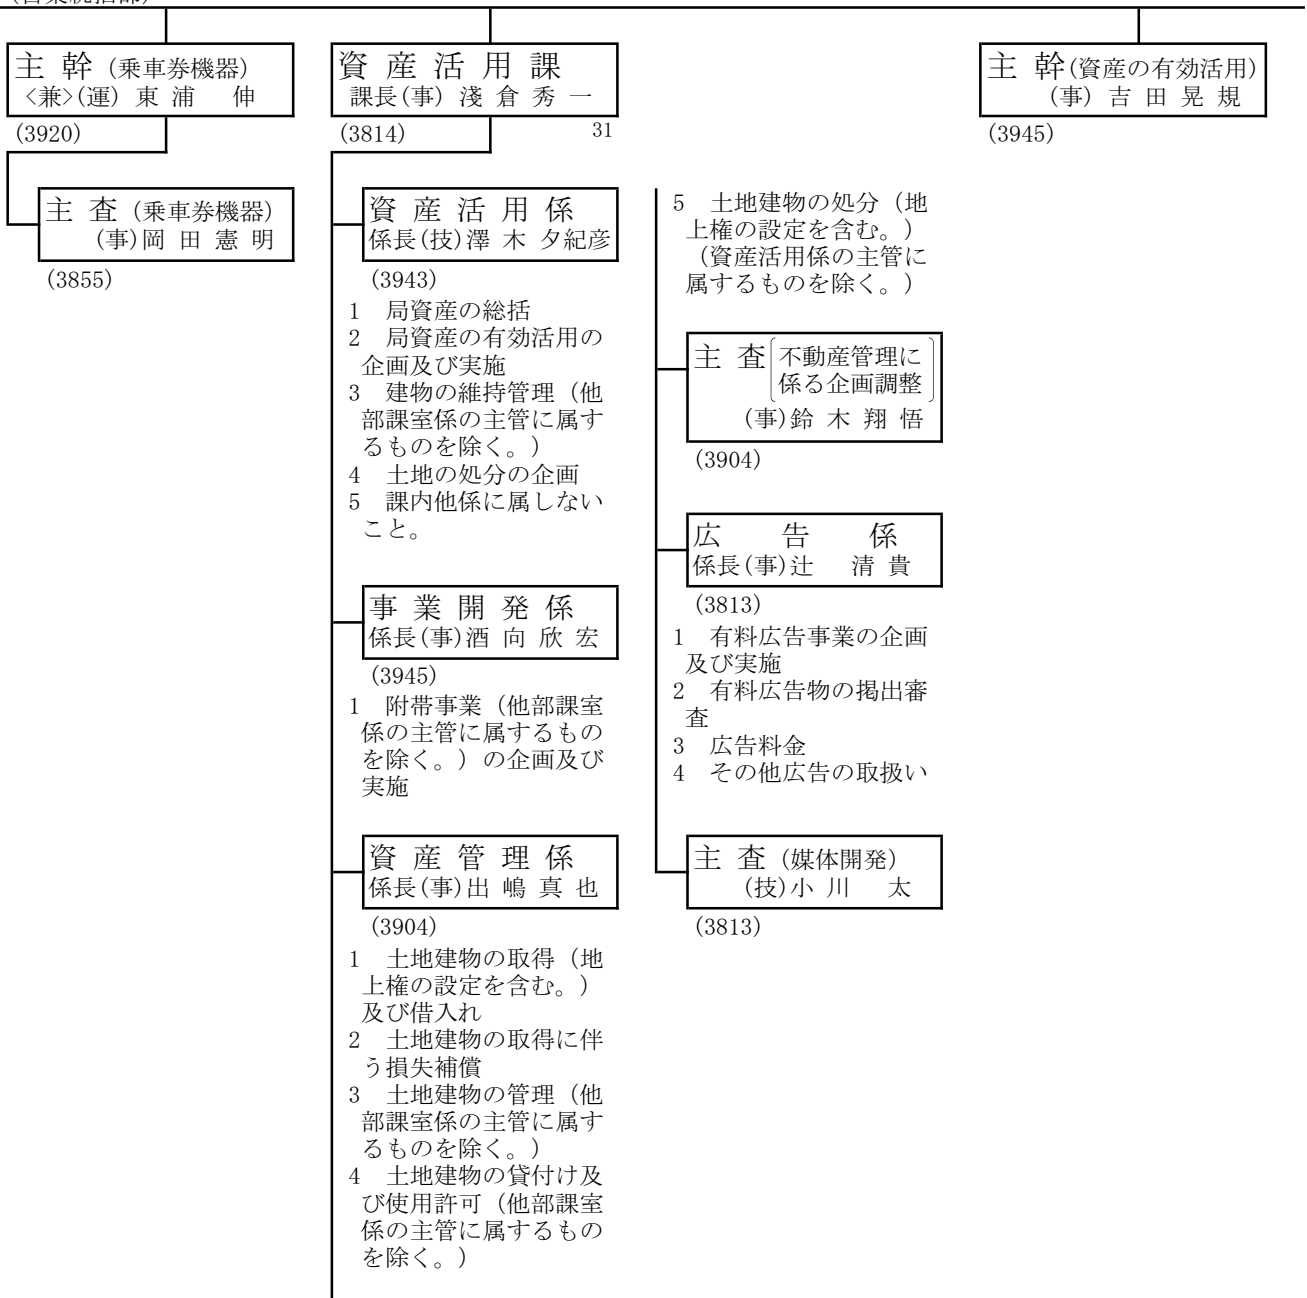 主 幹 (乗車券機器)
<兼>(運) 東 浦　伸
(3920)
主 査 (乗車券機器)
(事)岡 田 憲 明
(3855)
資 産 活 用 課
課長(事) 淺 倉 秀 一
(3814)
31
資 産 活 用 係
係長(技)澤 木 夕紀彦
(3943)
1　局資産の総括
2　局資産の有効活用の
企画及び実施
3　建物の維持管理（他
部課室係の主管に属す
るものを除く。）
4　土地の処分の企画
5　課内他係に属しない
こと。
事 業 開 発 係
係長(事)酒 向 欣 宏
(3945)
1　附帯事業（他部課室
係の主管に属するもの
を除く。）の企画及び
実施
資 産 管 理 係
係長(事)出 嶋 真 也
(3904)
1　土地建物の取得（地
上権の設定を含む。）
及び借入れ
2　土地建物の取得に伴
う損失補償
3　土地建物の管理（他
部課室係の主管に属す
るものを除く。）
4　土地建物の貸付け及
び使用許可（他部課室
係の主管に属するもの
を除く。）
5　土地建物の処分（地
上権の設定を含む。）
（資産活用係の主管に
属するものを除く。）
主 査 不動産管理に
係る企画調整
(事)鈴 木 翔 悟
(3904)
広　告　係
係長(事)辻　清 貴
(3813)
1　有料広告事業の企画
及び実施
2　有料広告物の掲出審
査
3　広告料金
4　その他広告の取扱い
主 査 (媒体開発)
(技)小 川　太
(3813)
主 幹(資産の有効活用)
(事) 吉 田 晃 規
(3945)